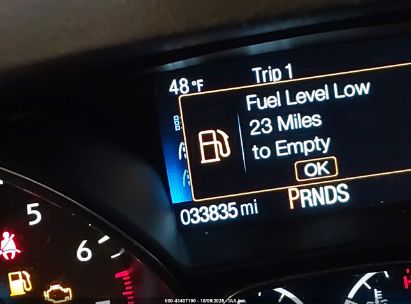 48°F Trip 1
Fuel Level Low
23 Miles
to Empty
OK
033835 mi PRNDS
5
6